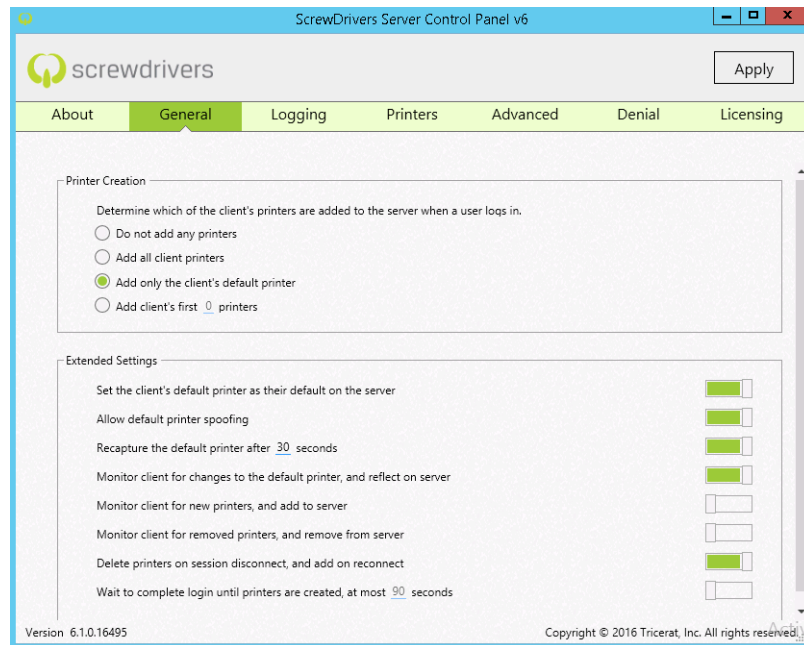 ScrewDrivers Server Control Panel v6
screwdrivers
Apply
About General Logging Printers Advanced Denial Licensing
Printer Creation
Determine which of the client's printers are added to the server when a user logs in.
Do not add any printers
Add all client printers
Add only the client's default printer
Add client's first 0 printers
Extended Settings
Set the client's default printer as their default on the server
Allow default printer spoofing
Recapture the default printer after 30 seconds
Monitor client for changes to the default printer, and reflect on server
Monitor client for new printers, and add to server
Monitor client for removed printers, and remove from server
Delete printers on session disconnect, and add on reconnect
Wait to complete login until printers are created, at most 90 seconds
Version 6.1.0.16495 Copyright © 2016 Tricerat, Inc. All rights reserved.